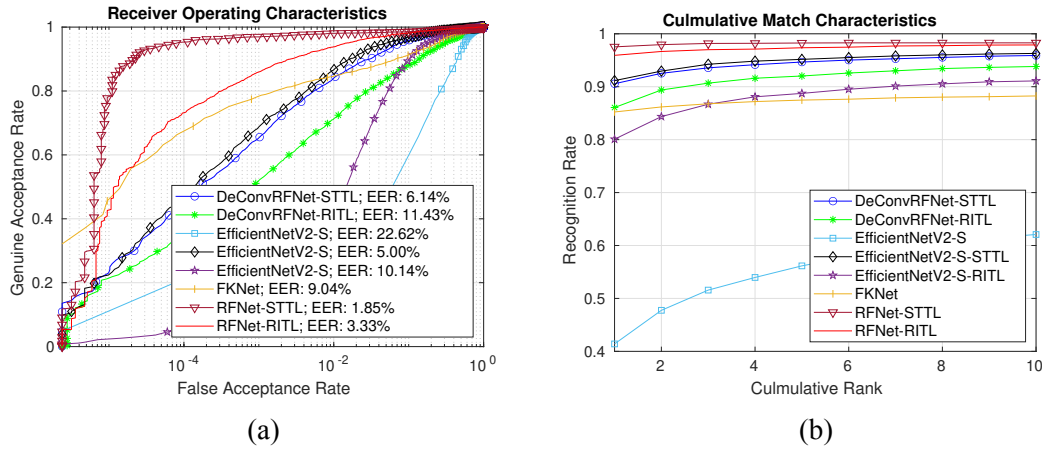 Receiver Operating Characteristics
1
0.8
0.6
0.4
0.2
0
Genuine Acceptance Rate
DeConvRFNet-STTL; EER: 6.14%
DeConvRFNet-RITL; EER: 11.43%
EfficientNetV2-S; EER: 22.62%
EfficientNetV2-S; EER: 5.00%
EfficientNetV2-S; EER: 10.14%
FKNet; EER: 9.04%
RFNet-STTL; EER: 1.85%
RFNet-RITL; EER: 3.33%
10⁻⁴ 10⁻² 10⁰
False Acceptance Rate
(a)
Culmulative Match Characteristics
1
0.9
0.8
0.7
0.6
0.5
0.4
Recognition Rate
DeConvRFNet-STTL
DeConvRFNet-RITL
EfficientNetV2-S
EfficientNetV2-S-STTL
EfficientNetV2-S-RITL
FKNet
RFNet-STTL
RFNet-RITL
2 4 6 8 10
Culmulative Rank
(b)